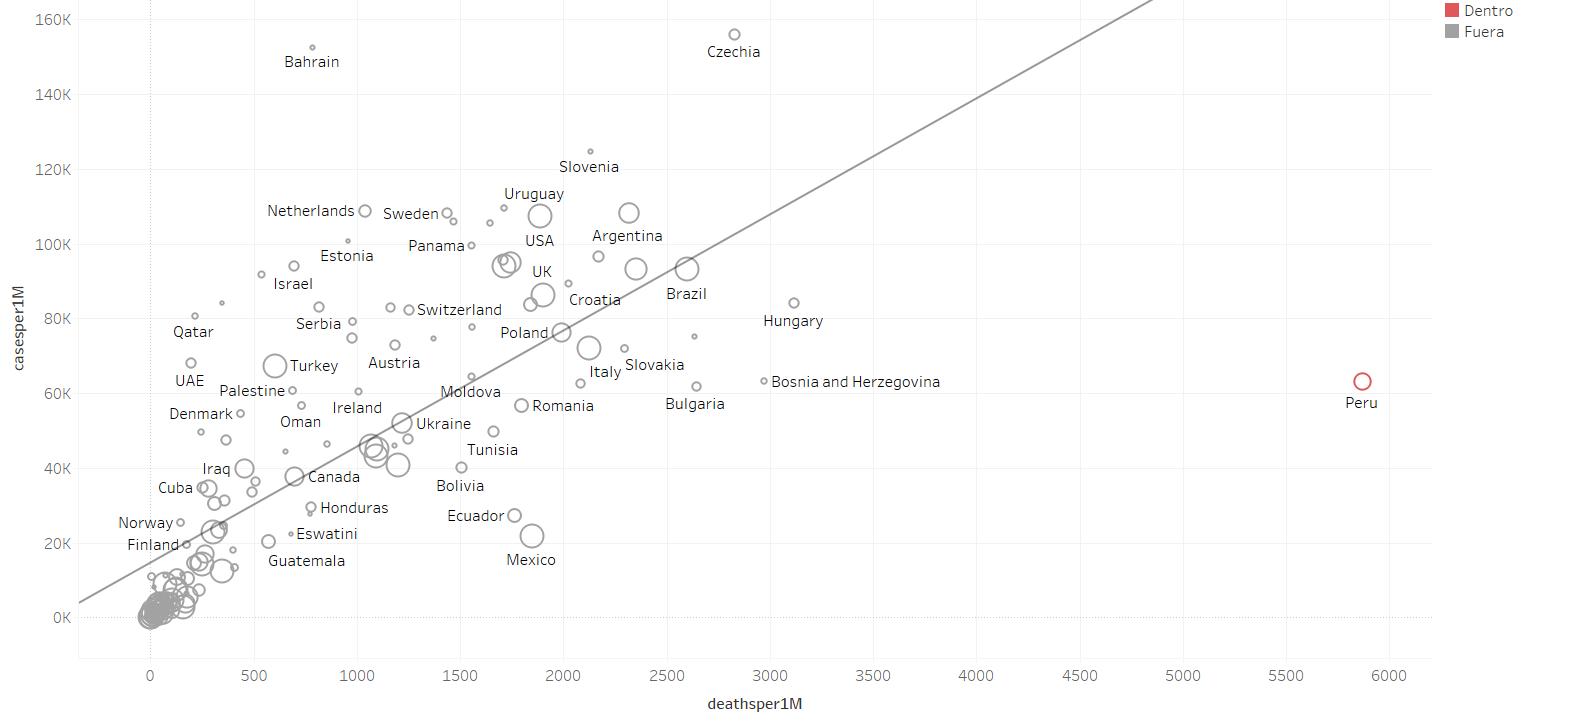 160K
Dentro
Fuera
Czechia
Bahrain
140K
120K
Slovenia
Uruguay
Netherlands
Sweden
USA
Argentina
100K
Panama
Estonia
UK
Israel
Croatia
Brazil
casesper1M
80K
Qatar
Serbia
Switzerland
Poland
Hungary
Austria
Turkey
Italy
Slovakia
UAE
Palestine
Moldova
Bosnia and Herzegovina
60K
Peru
Denmark
Oman
Ireland
Romania
Bulgaria
Ukraine
Tunisia
40K
Iraq
Canada
Cuba
Bolivia
Honduras
Norway
Ecuador
Eswatini
20K
Finland
Guatemala
Mexico
0K
0
500
1000
1500
2000
2500
3000
3500
4000
4500
5000
5500
6000
deathsper1M